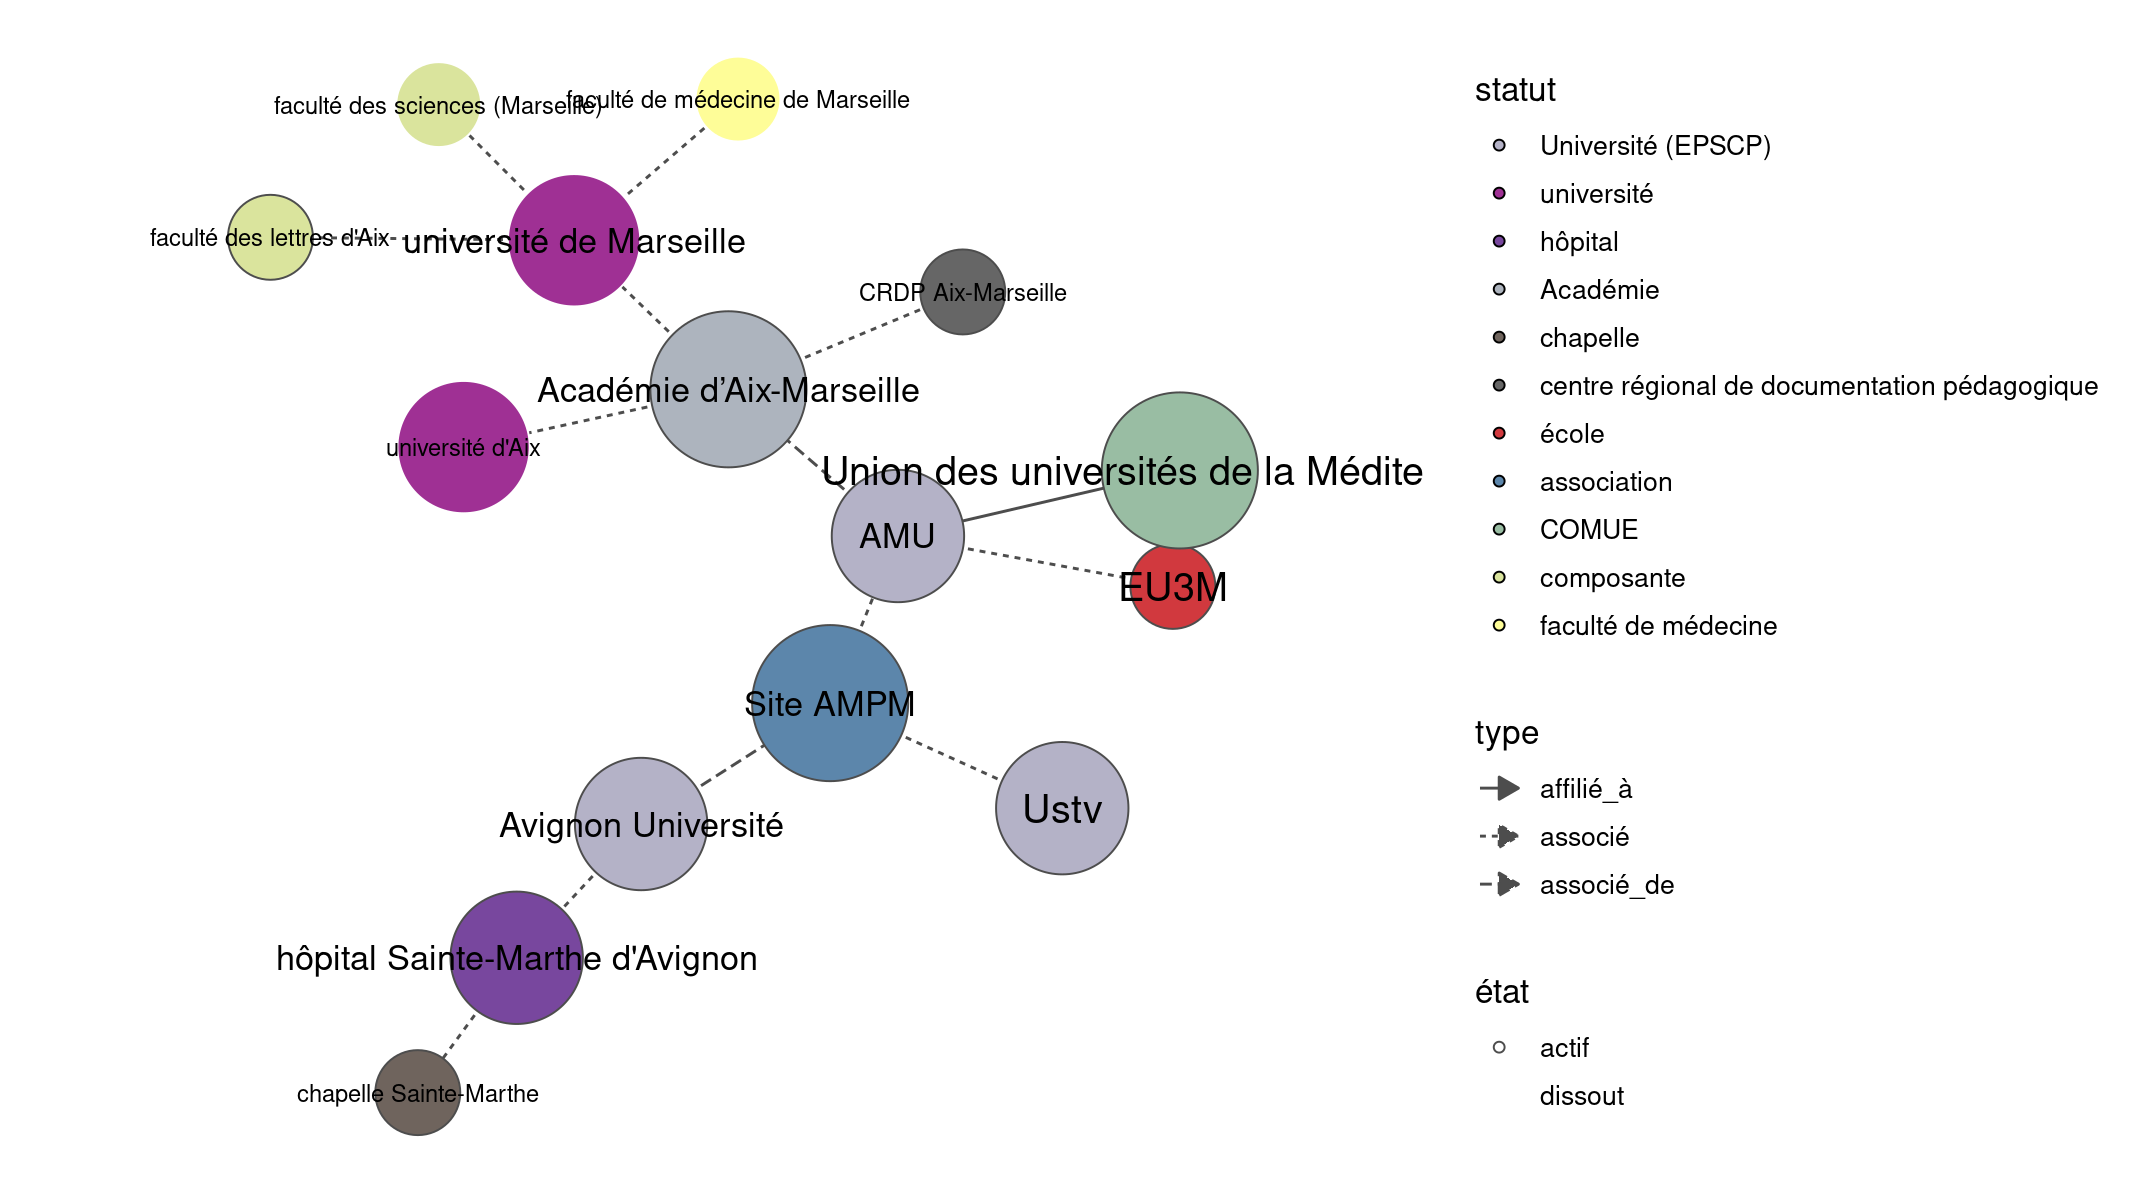 faculté des sciences (Marseille)
faculté de médecine de Marseille
faculté des lettres d'Aix
université de Marseille
CRDP Aix-Marseille
Académie d’Aix-Marseille
université d'Aix
Union des universités de la Médite
AMU
EU3M
Site AMPM
Avignon Université
Ustv
hôpital Sainte-Marthe d'Avignon
chapelle Sainte-Marthe
statut
Université (EPSCP)
université
hôpital
Académie
chapelle
centre régional de documentation pédagogique
école
association
COMUE
composante
faculté de médecine
type
affilié_à
associé
associé_de
état
actif
dissout